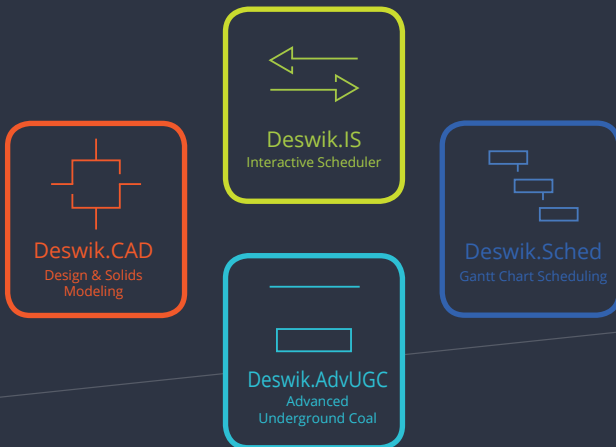 Deswik.IS
Interactive Scheduler
Deswik.CAD
Design & Solids
Modeling
Deswik.Sched
Gantt Chart Scheduling
Deswik.AdvUGC
Advanced
Underground Coal